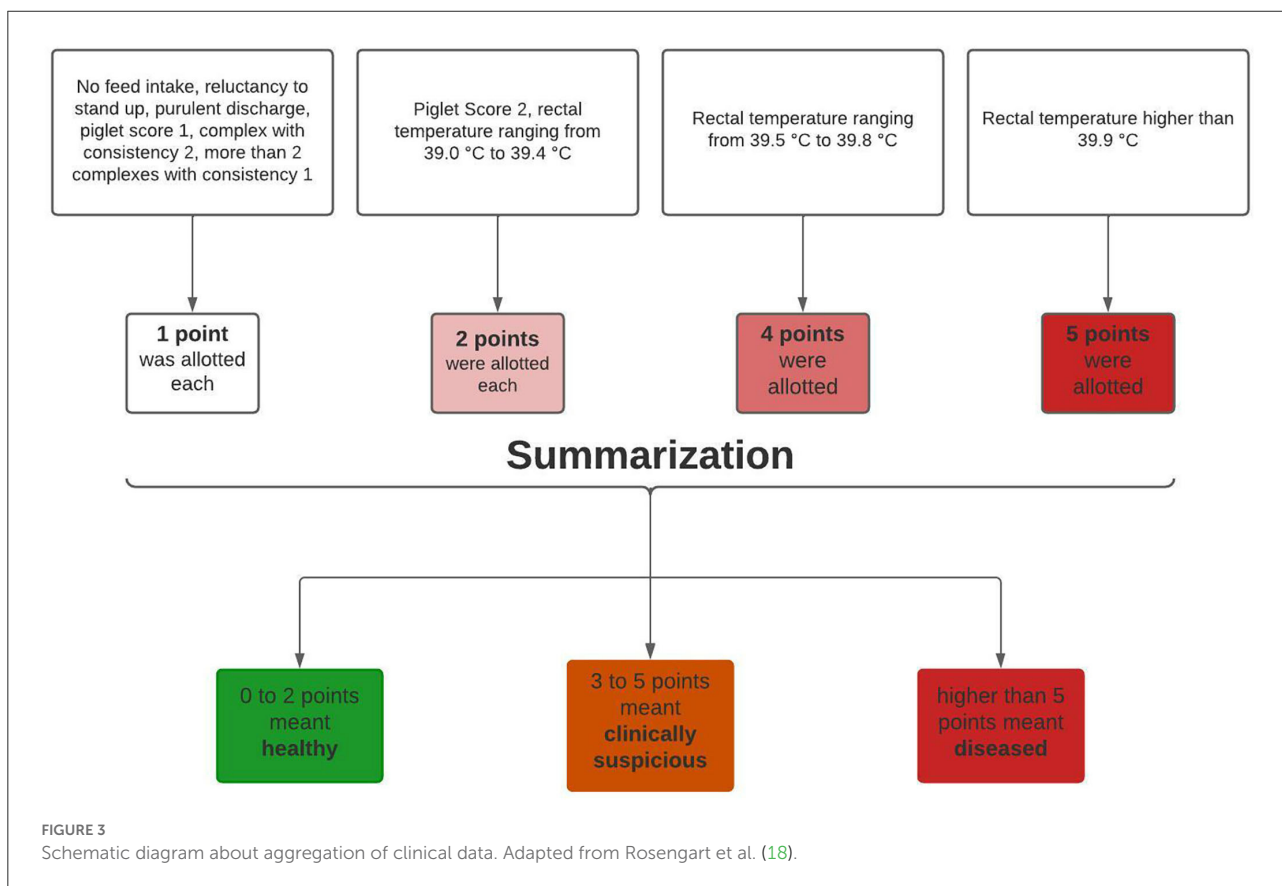 No feed intake, reluctancy to
stand up, purulent discharge,
piglet score 1, complex with
consistency 2, more than 2
complexes with consistency 1
Piglet Score 2, rectal
temperature ranging from
39.0 °C to 39.4 °C
Rectal temperature ranging
from 39.5 °C to 39.8 °C
Rectal temperature higher than
39.9 °C
1 point
was allotted
each
2 points
were allotted
each
4 points
were
allotted
5 points
were
allotted
Summarization
0 to 2 points
meant
healthy
3 to 5 points
meant
clinically
suspicious
higher than 5
points meant
diseased
FIGURE 3
Schematic diagram about aggregation of clinical data. Adapted from Rosengart et al. (18).